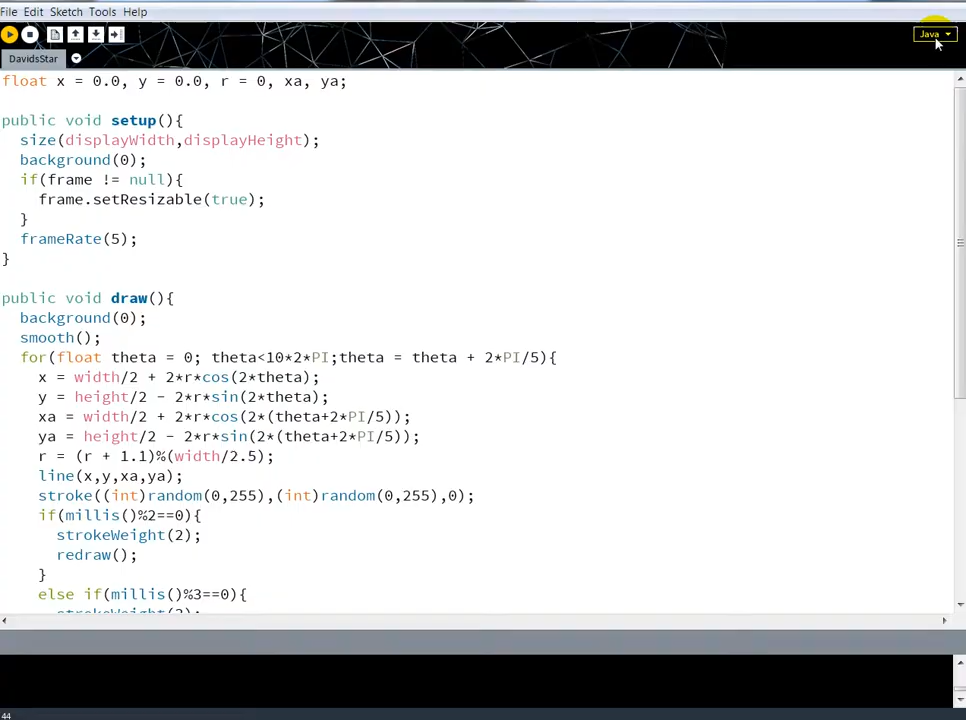 File Edit Sketch Tools Help
Java
DavidsStar
float x = 0.0, y = 0.0, r = 0, xa, ya;
public void setup(){
size(displayWidth,displayHeight);
background(0);
if(frame != null){
frame.setResizable(true);
}
frameRate(5);
}
public void draw(){
background(0);
smooth();
for(float theta = 0; theta<10*2*PI;theta = theta + 2*PI/5){
x = width/2 + 2*r*cos(2*theta);
y = height/2 - 2*r*sin(2*theta);
xa = width/2 + 2*r*cos(2*(theta+2*PI/5));
ya = height/2 - 2*r*sin(2*(theta+2*PI/5));
r = (r + 1.1)%(width/2.5);
line(x,y,xa,ya);
stroke((int)random(0,255),(int)random(0,255),0);
if(millis()%2==0){
strokeWeight(2);
redraw();
}
else if(millis()%3==0){
44